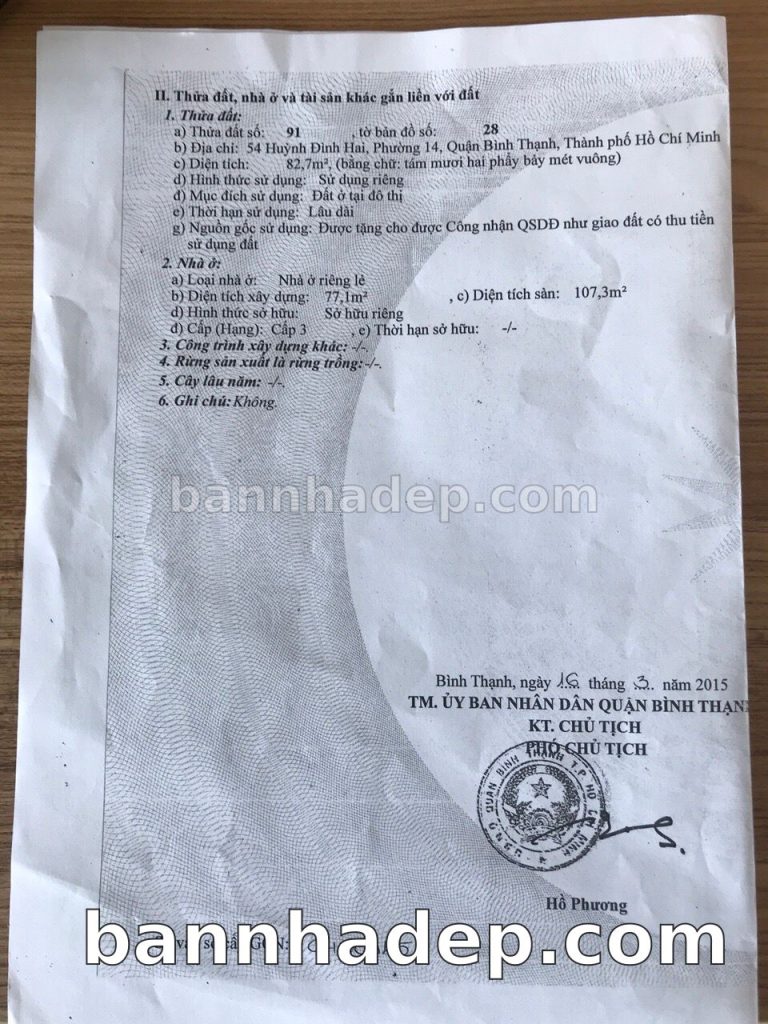 II. Thửa đất, nhà ở và tài sản khác gắn liền với đất
1. Thửa đất:
a) Thửa đất số: 91 , tờ bản đồ số: 28
b) Địa chỉ: 54 Huỳnh Đình Hai, Phường 14, Quận Bình Thạnh, Thành phố Hồ Chí Minh
c) Diện tích: 82,7m², (bằng chữ: tám mươi hai phẩy bảy mét vuông)
d) Hình thức sử dụng: Sử dụng riêng
đ) Mục đích sử dụng: Đất ở tại đô thị
e) Thời hạn sử dụng: Lâu dài
g) Nguồn gốc sử dụng: Được tặng cho được Công nhận QSDĐ như giao đất có thu tiền
sử dụng đất
2. Nhà ở:
a) Loại nhà ở: Nhà ở riêng lẻ
b) Diện tích xây dựng: 77,1m² , c) Diện tích sàn: 107,3m²
d) Hình thức sở hữu: Sở hữu riêng
đ) Cấp (Hạng): Cấp 3 , e) Thời hạn sở hữu: -/-
3. Công trình xây dựng khác: -/-.
4. Rừng sản xuất là rừng trồng: -/-.
5. Cây lâu năm: -/-.
6. Ghi chú: Không.
bannhadep.com
Bình Thạnh, ngày 16 tháng 3 năm 2015
TM. ỦY BAN NHÂN DÂN QUẬN BÌNH THẠN
KT. CHỦ TỊCH
PHÓ CHỦ TỊCH
Hồ Phương
bannhadep.com